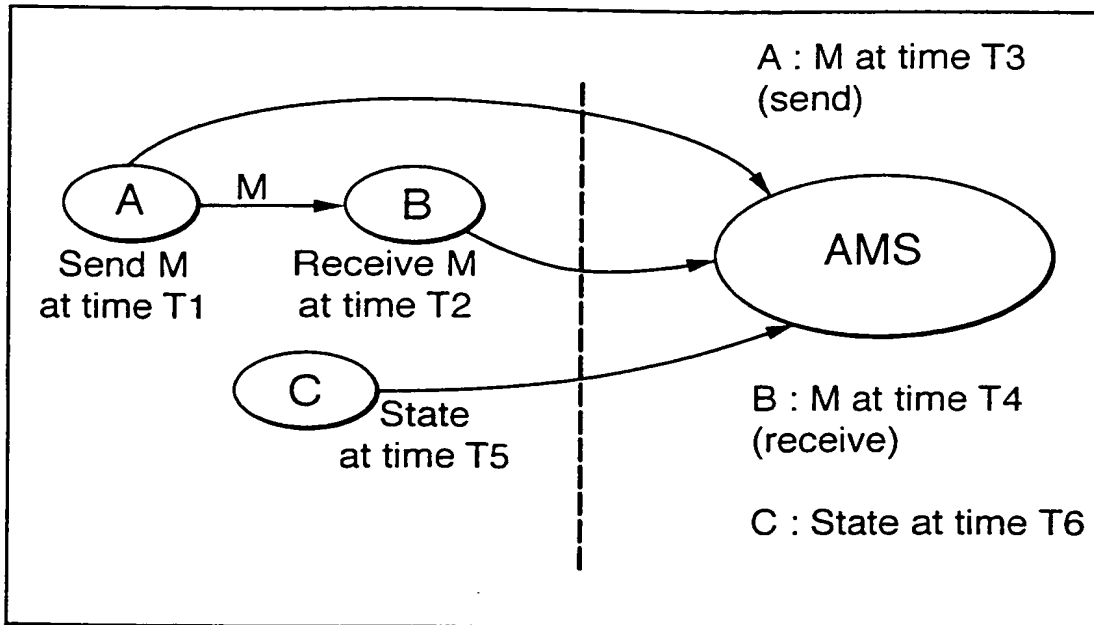 A : M at time T3
(send)
A
M
B
AMS
Send M
at time T1
Receive M
at time T2
C
State
at time T5
B : M at time T4
(receive)
C : State at time T6